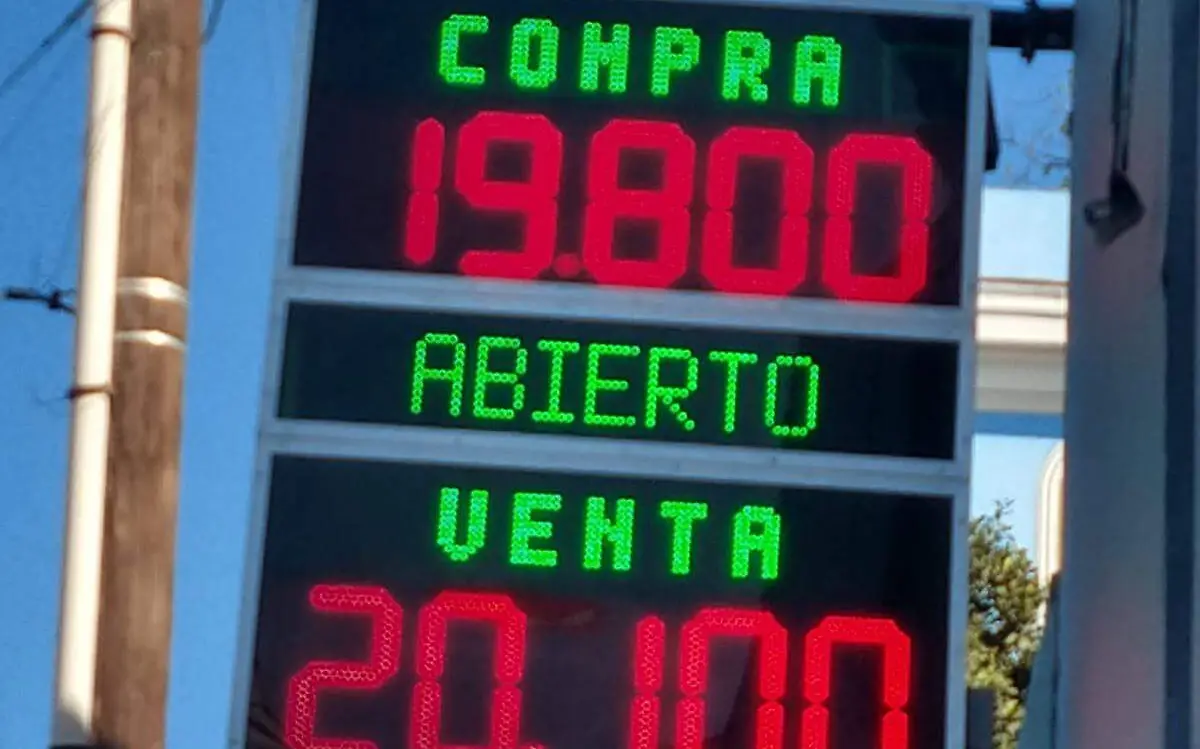 COMPRA
19.800
ABIERTO
VENTA
20.100